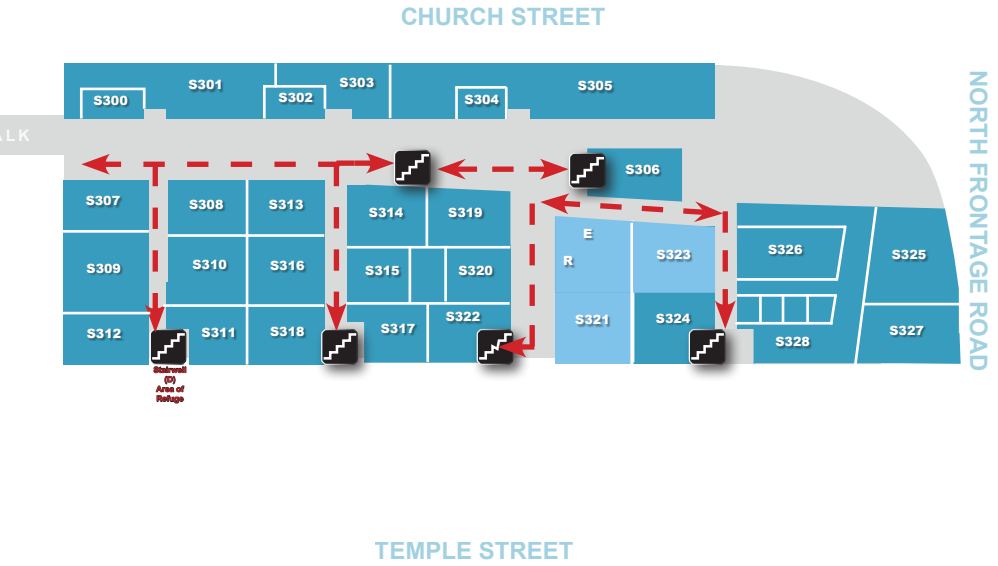 CHURCH STREET
S300
S301
S302
S303
S304
S305
NORTH FRONTAGE ROAD
ALK
S306
S307
S308
S313
S314
S319
E
R
S323
S326
S325
S309
S310
S316
S315
S320
S312
S311
S318
S317
S322
S321
S324
S328
S327
Stairwell
(D)
Area of
Refuge
TEMPLE STREET